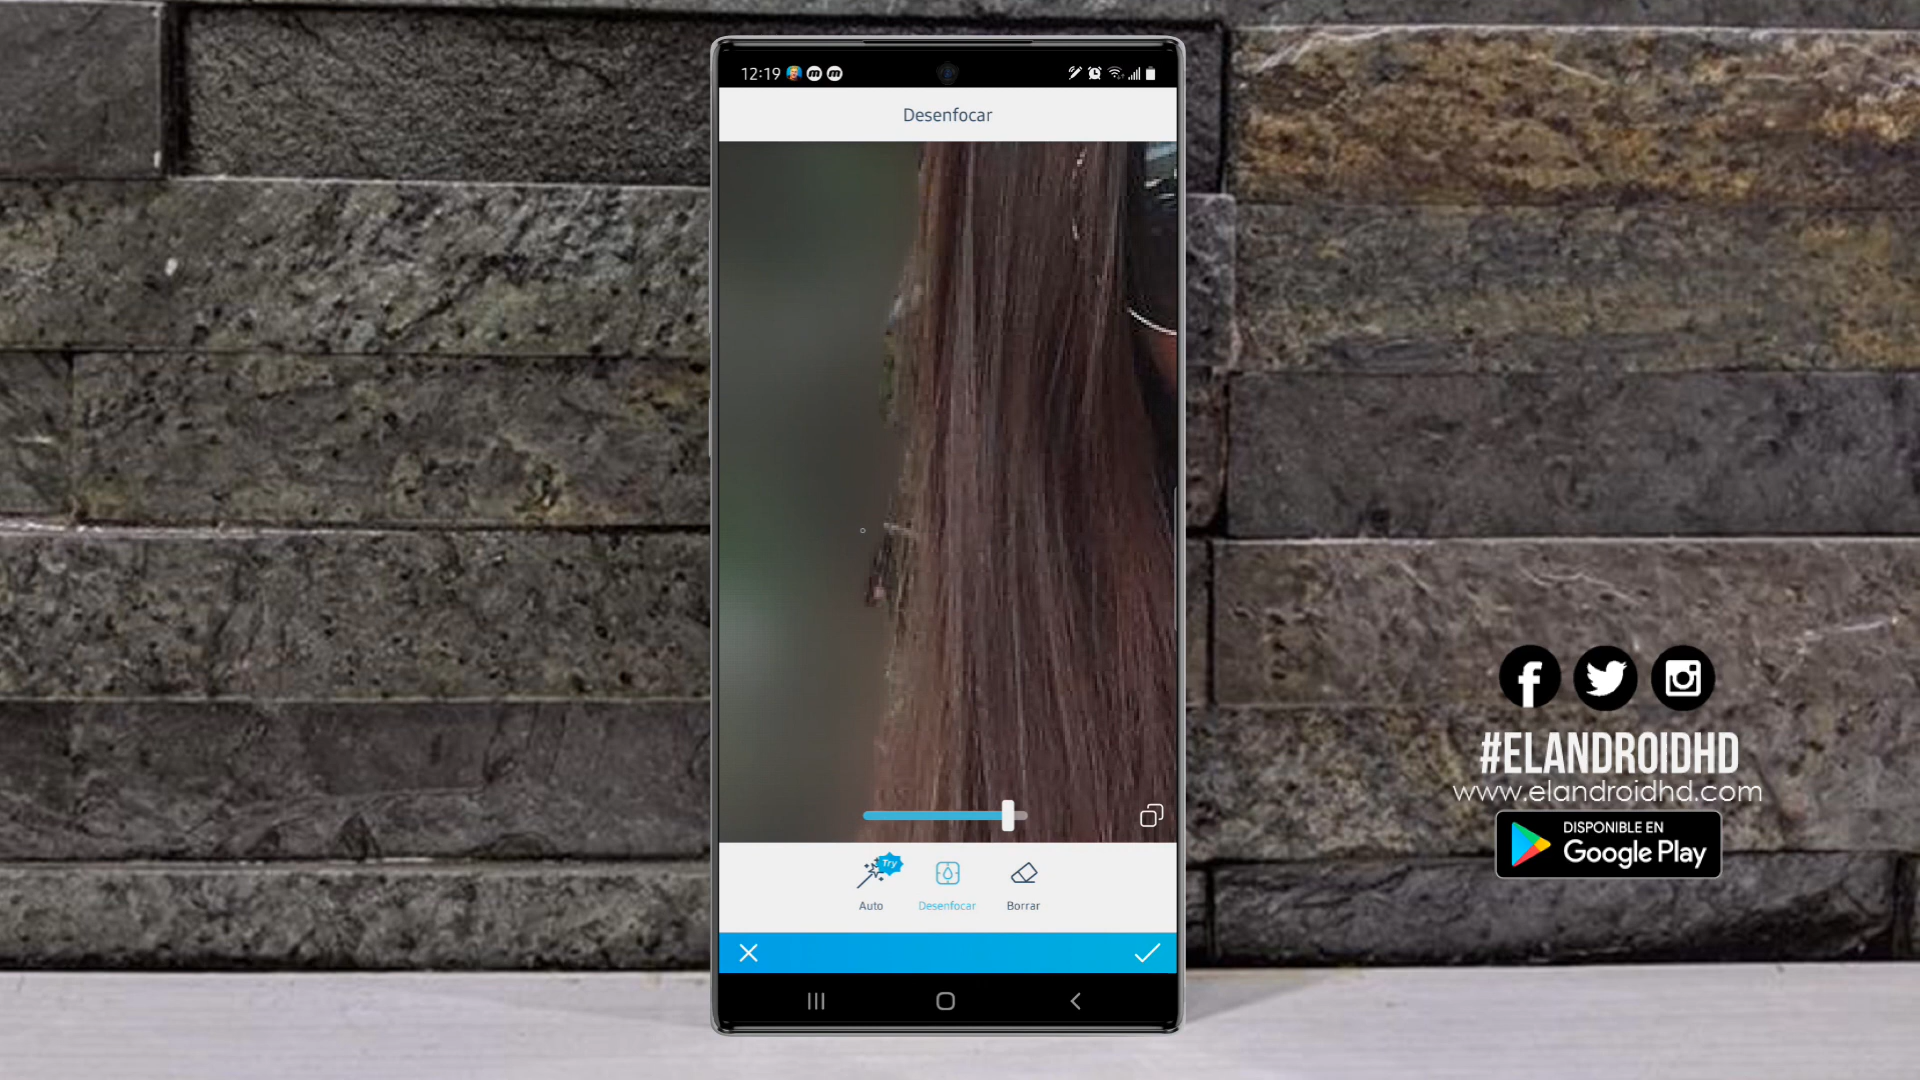 12:19
Desenfocar
Try
Auto
Desenfocar
Borrar
#ELANDROIDHD
www.elandroidhd.com
DISPONIBLE EN
Google Play